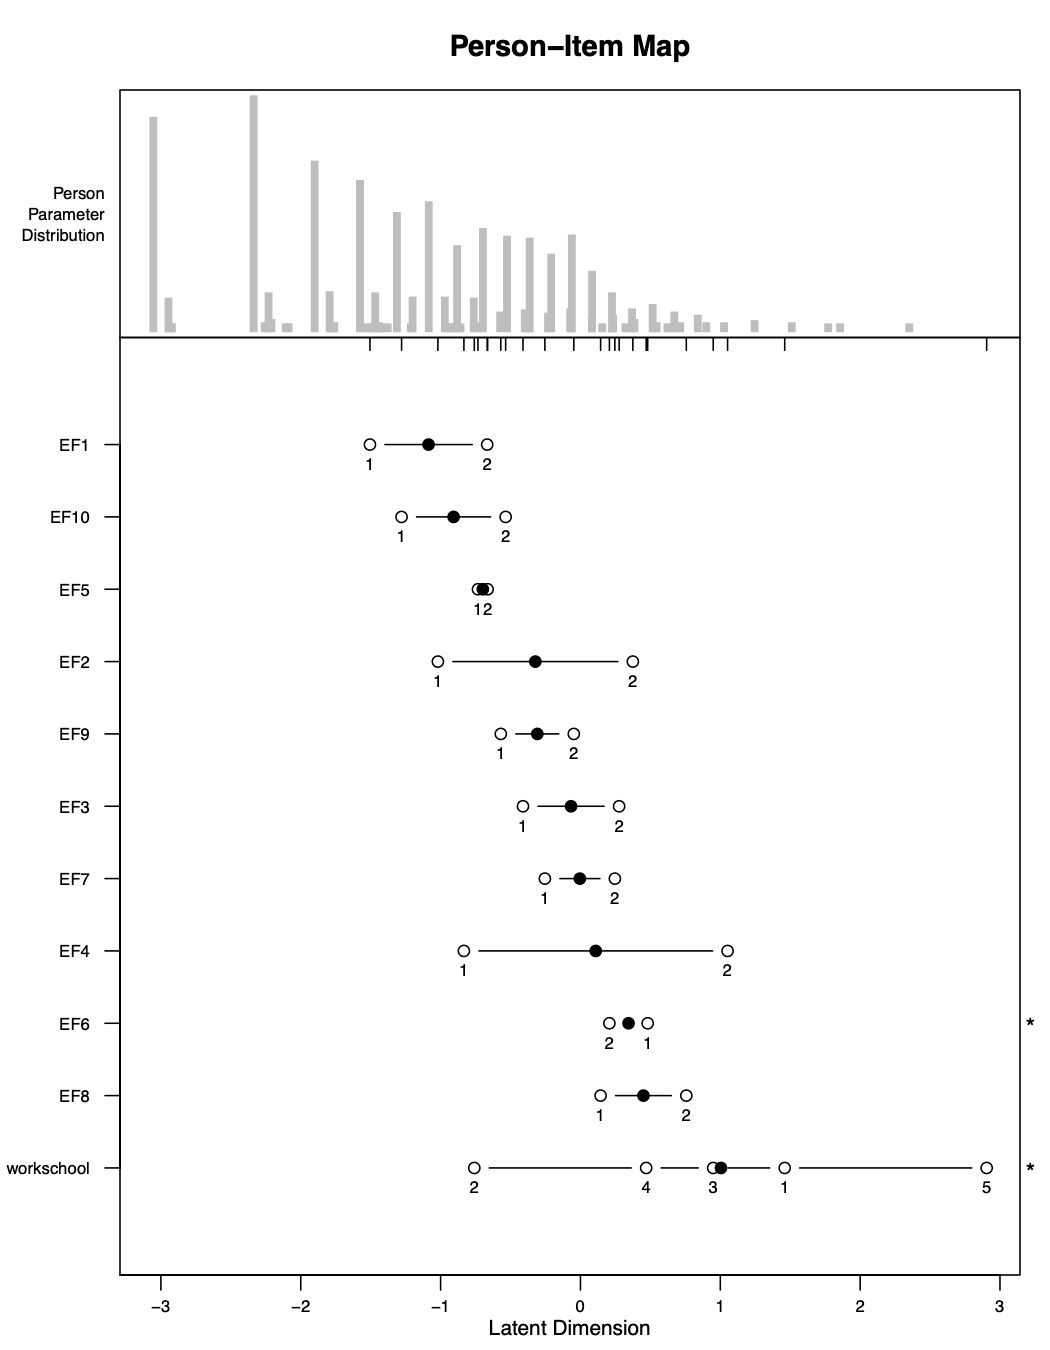 Person–Item Map
Person
Parameter
Distribution
EF1
1 2
EF10
1 2
EF5
12
EF2
1 2
EF9
1 2
EF3
1 2
EF7
1 2
EF4
1 2
EF6 *
2 1
EF8
1 2
workschool *
2 4 3 1 5
−3 −2 −1 0 1 2 3
Latent Dimension